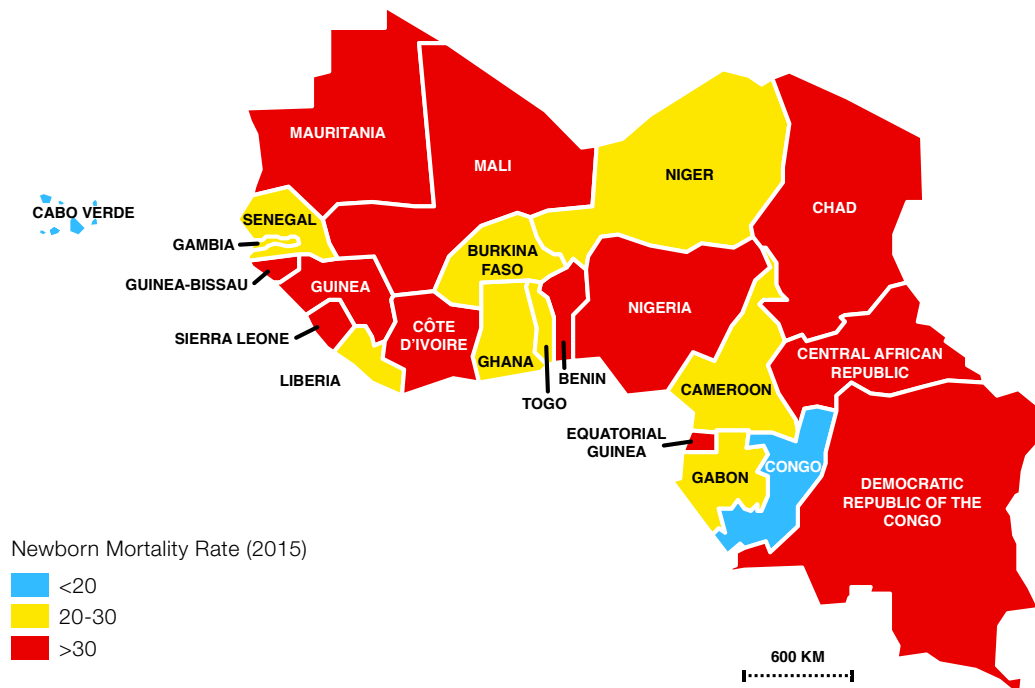 MAURITANIA
MALI
NIGER
CHAD
CABO VERDE
SENEGAL
GAMBIA
BURKINA
FASO
GUINEA-BISSAU
GUINEA
NIGERIA
SIERRA LEONE
CÔTE
D'IVOIRE
GHANA
CENTRAL AFRICAN
REPUBLIC
LIBERIA
BENIN
TOGO
CAMEROON
EQUATORIAL
GUINEA
GABON
CONGO
DEMOCRATIC
REPUBLIC OF THE
CONGO
Newborn Mortality Rate (2015)
<20
20-30
>30
600 KM